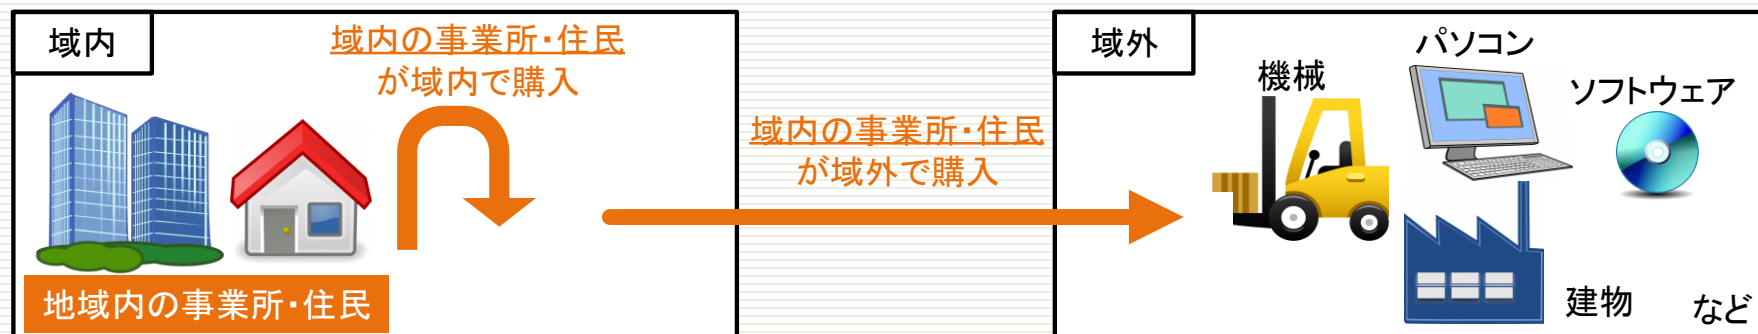 域内
域内の事業所・住民
が域内で購入
地域内の事業所・住民
域内の事業所・住民
が域外で購入
域外
機械
パソコン
ソフトウェア
建物
など